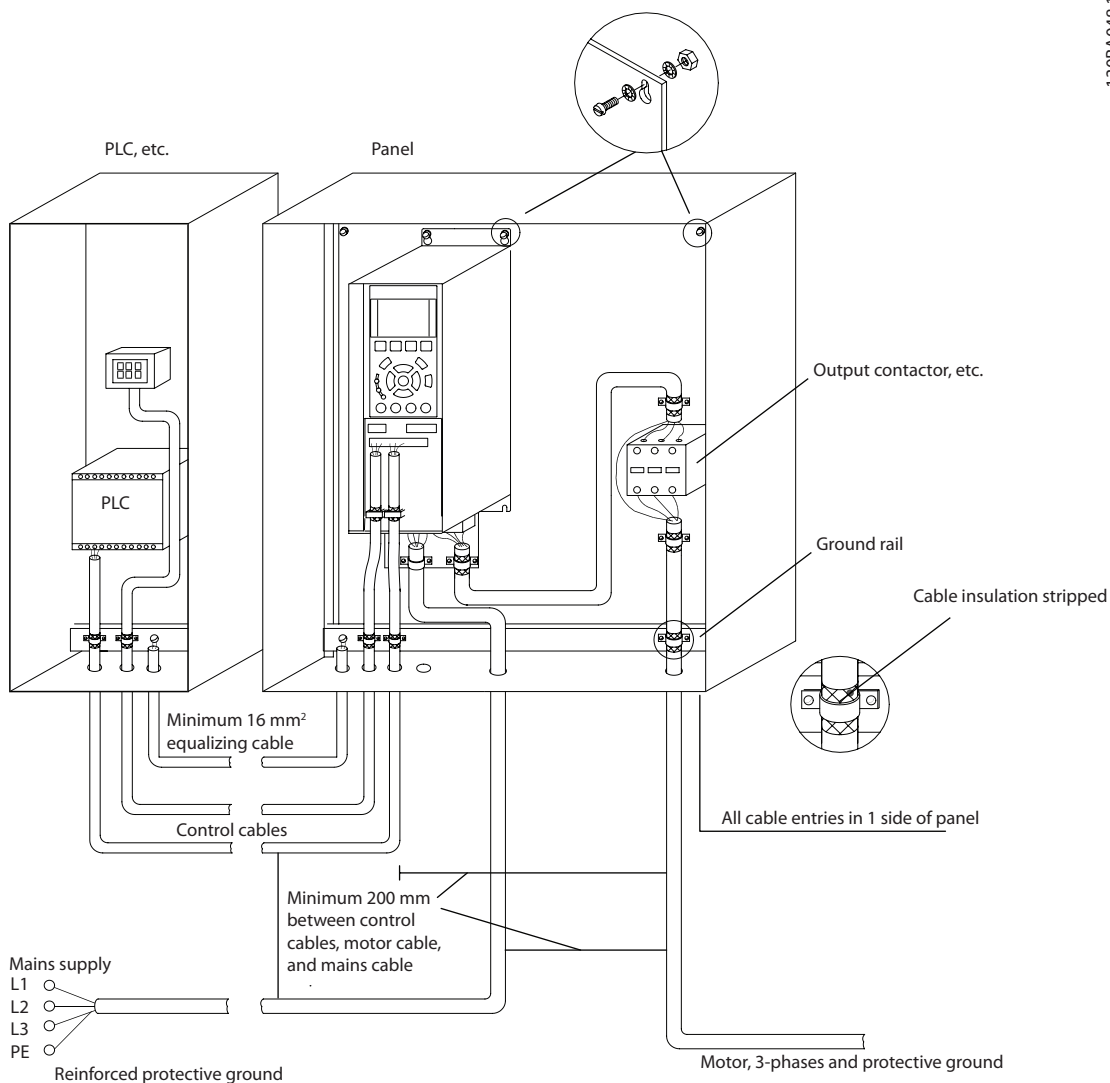 PLC, etc.
Panel
Output contactor, etc.
PLC
Ground rail
Cable insulation stripped
Minimum 16 mm²
equalizing cable
All cable entries in 1 side of panel
Control cables
Minimum 200 mm
between control
cables, motor cable,
and mains cable
Mains supply
L1
L2
L3
PE
Reinforced protective ground
Motor, 3-phases and protective ground